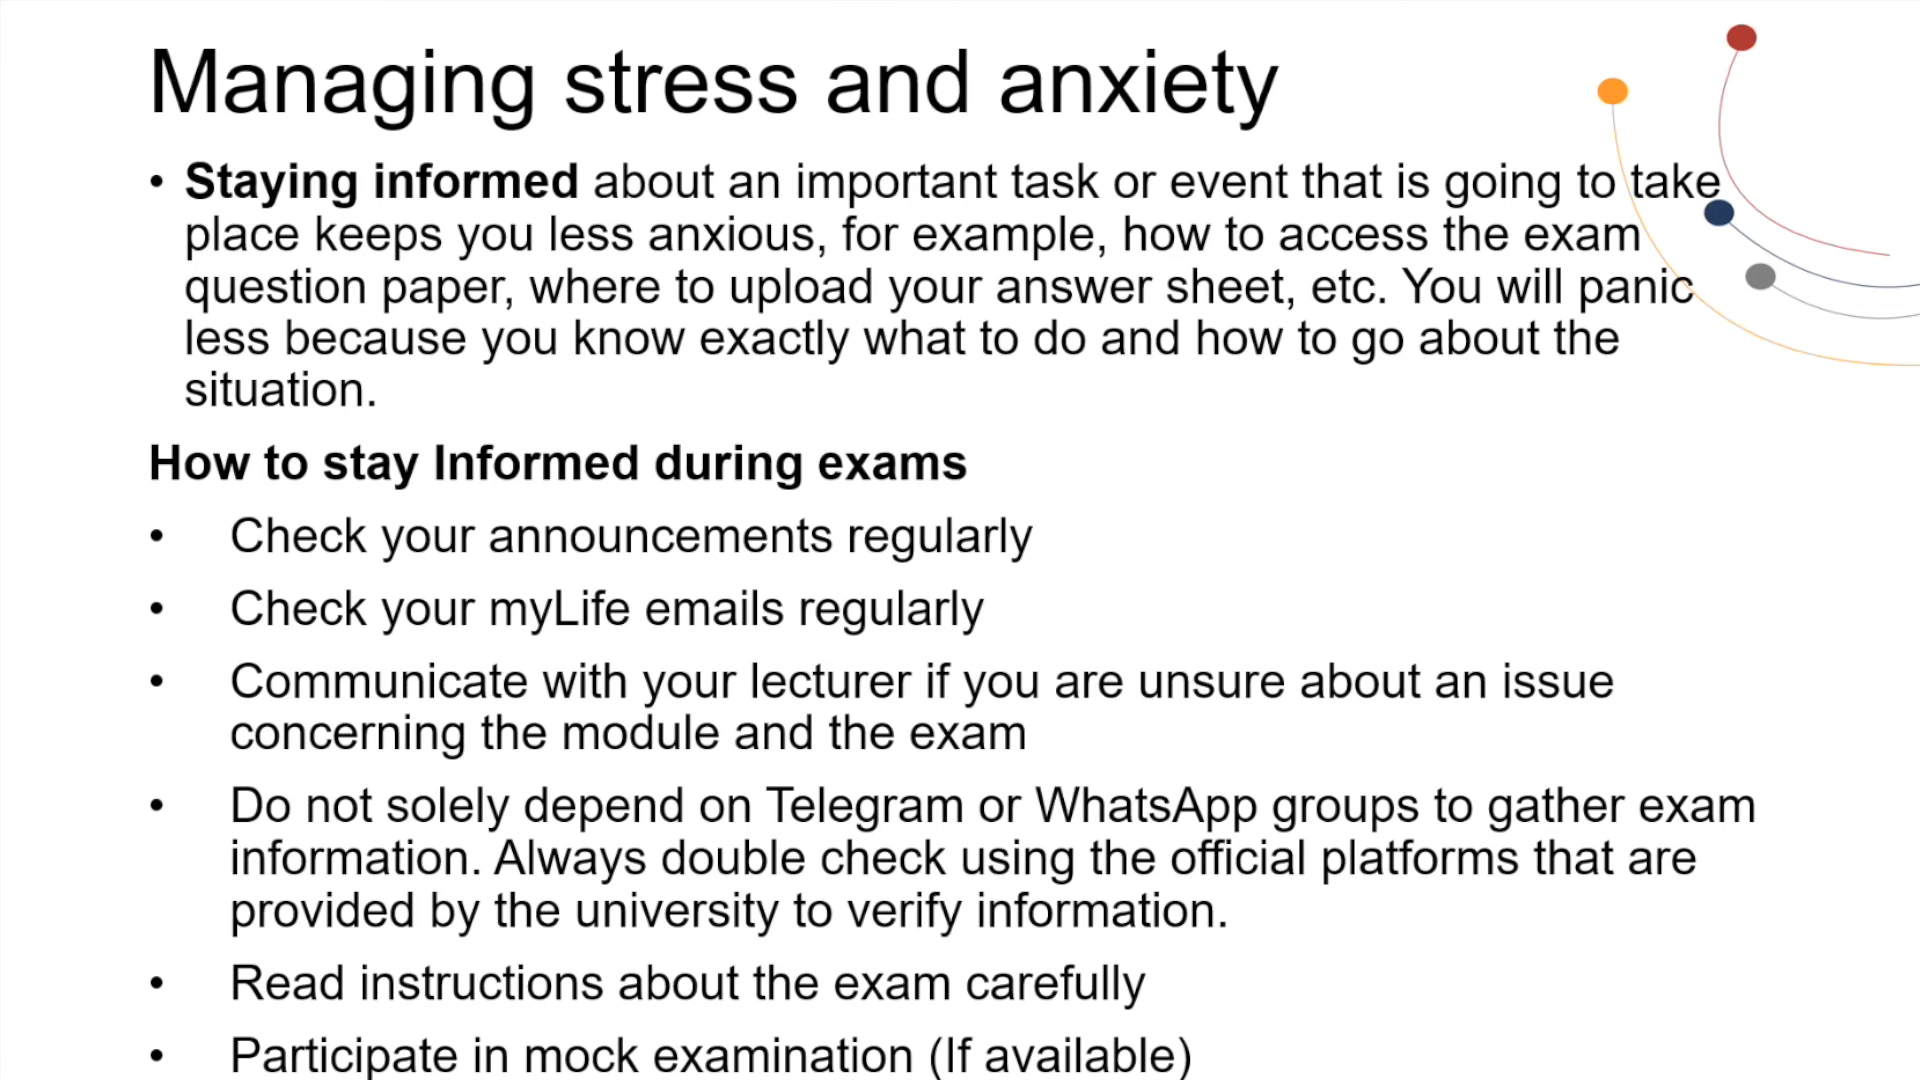 Managing stress and anxiety
• Staying informed about an important task or event that is going to take
place keeps you less anxious, for example, how to access the exam
question paper, where to upload your answer sheet, etc. You will panic
less because you know exactly what to do and how to go about the
situation.
How to stay Informed during exams
• Check your announcements regularly
• Check your myLife emails regularly
• Communicate with your lecturer if you are unsure about an issue
concerning the module and the exam
• Do not solely depend on Telegram or WhatsApp groups to gather exam
information. Always double check using the official platforms that are
provided by the university to verify information.
• Read instructions about the exam carefully
• Participate in mock examination (If available)